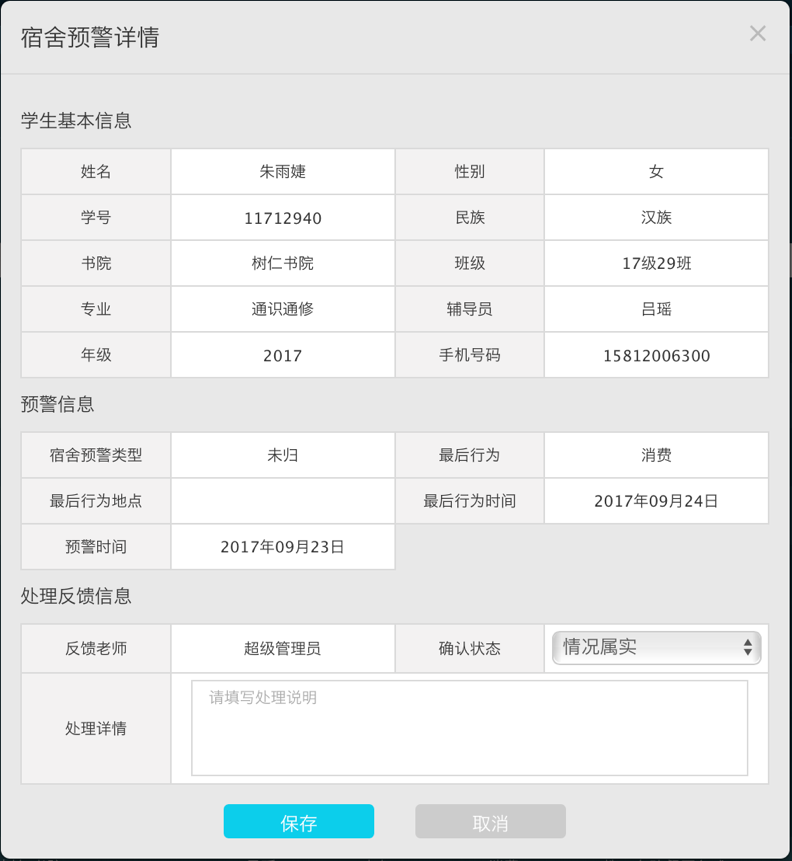 宿舍预警详情
学生基本信息
姓名 朱雨婕 性别 女
学号 11712940 民族 汉族
书院 树仁书院 班级 17级29班
专业 通识通修 辅导员 吕瑶
年级 2017 手机号码 15812006300
预警信息
宿舍预警类型 未归 最后行为 消费
最后行为地点 最后行为时间 2017年09月24日
预警时间 2017年09月23日
处理反馈信息
反馈老师 超级管理员 确认状态 情况属实
处理详情 请填写处理说明
保存 取消